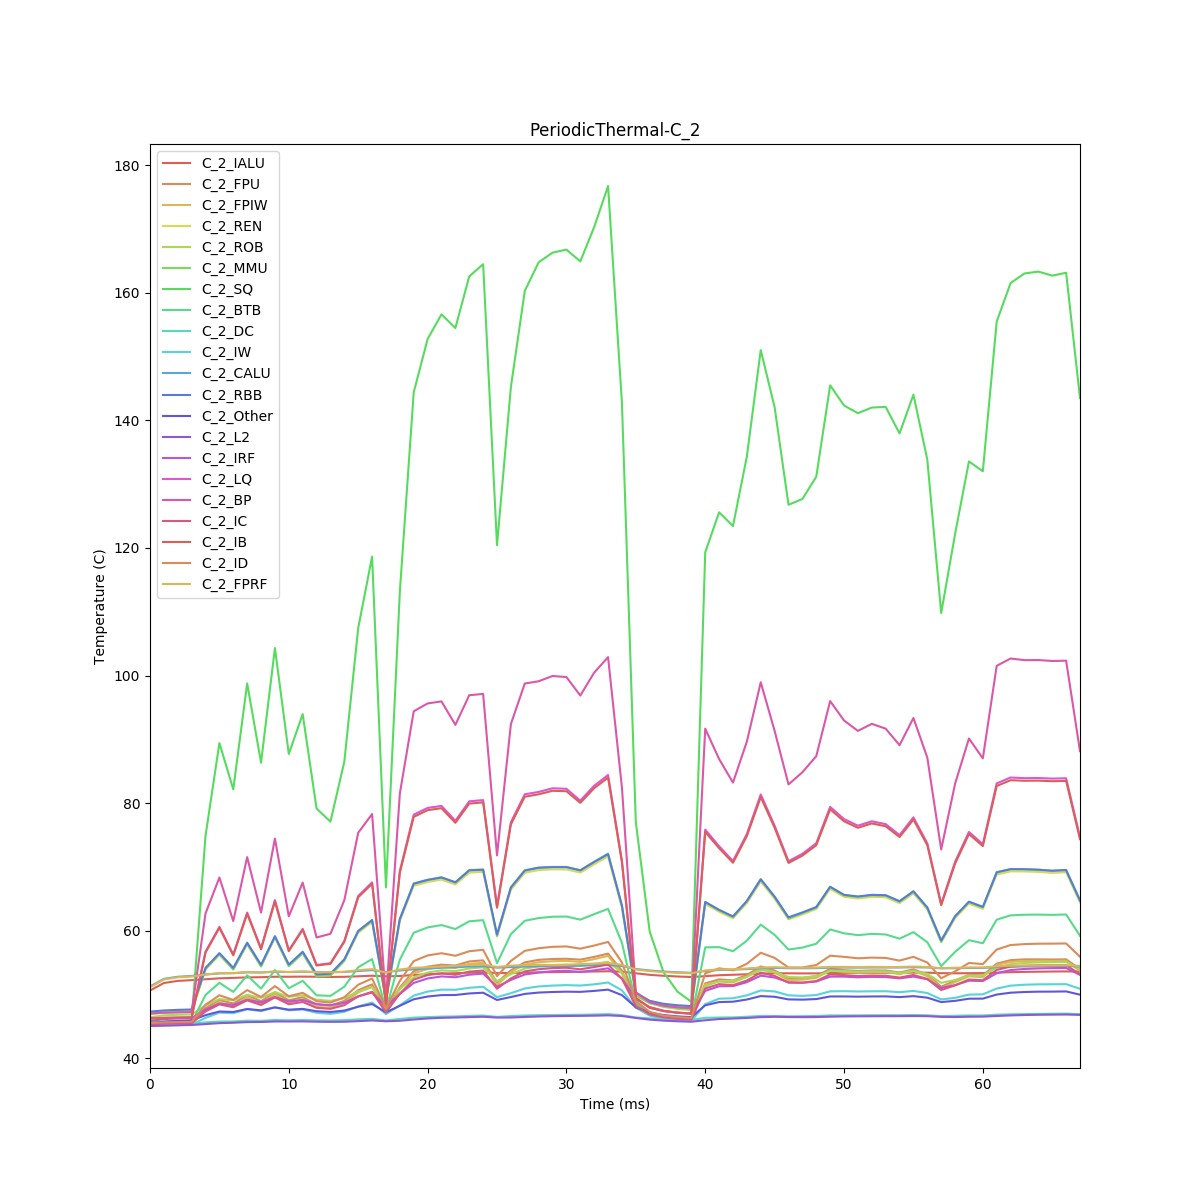 PeriodicThermal-C_2
180
160
140
120
100
80
60
40
Temperature (C)
C_2_IALU
C_2_FPU
C_2_FPIW
C_2_REN
C_2_ROB
C_2_MMU
C_2_SQ
C_2_BTB
C_2_DC
C_2_IW
C_2_CALU
C_2_RBB
C_2_Other
C_2_L2
C_2_IRF
C_2_LQ
C_2_BP
C_2_IC
C_2_IB
C_2_ID
C_2_FPRF
0 10 20 30 40 50 60
Time (ms)